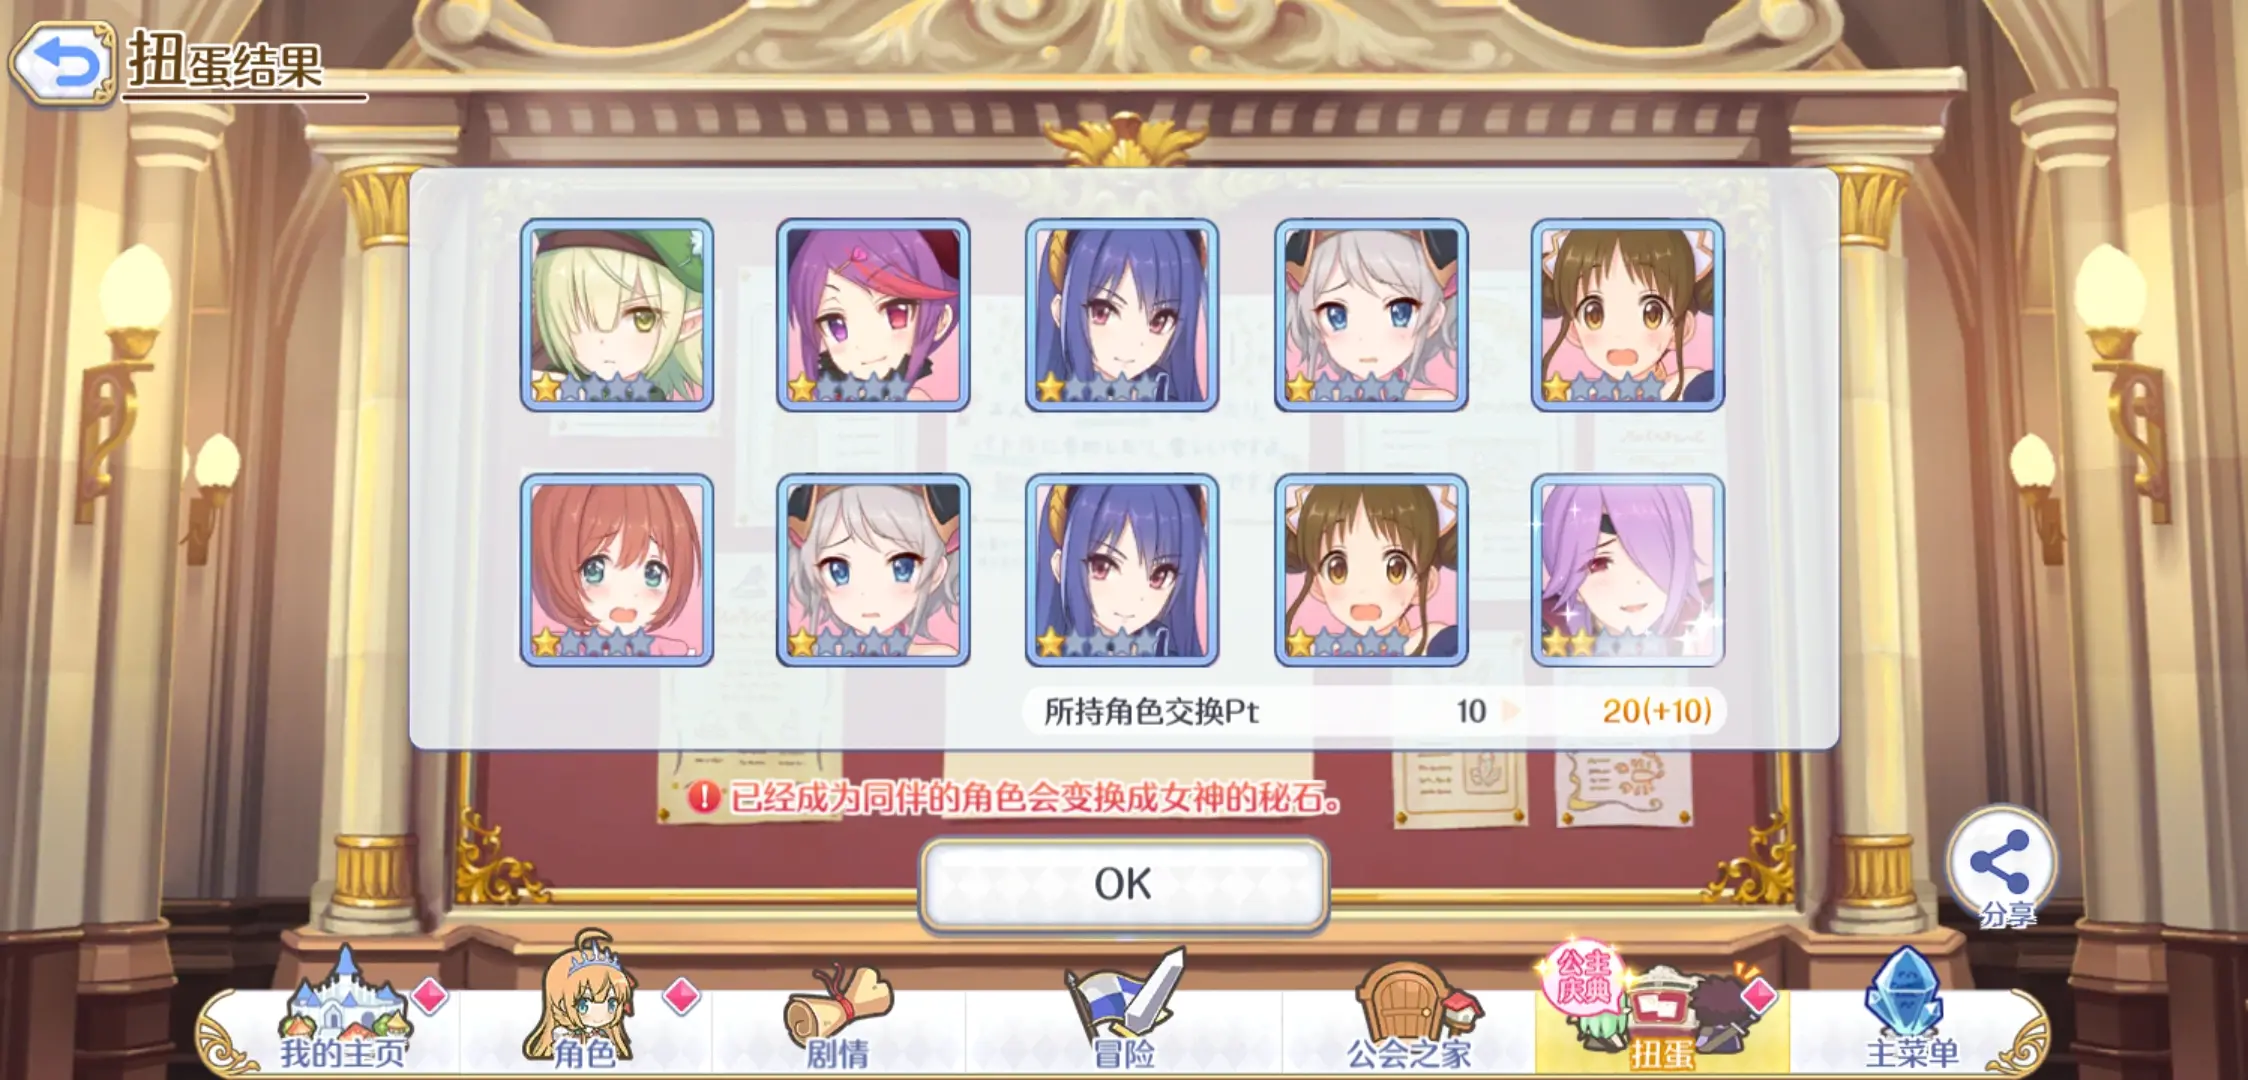 扭蛋结果
所持角色交换Pt 10 20(+10)
已经成为同伴的角色会变换成女神的秘石。
OK
分享
公主
庆典
我的主页 角色 剧情 冒险 公会之家 扭蛋 主菜单